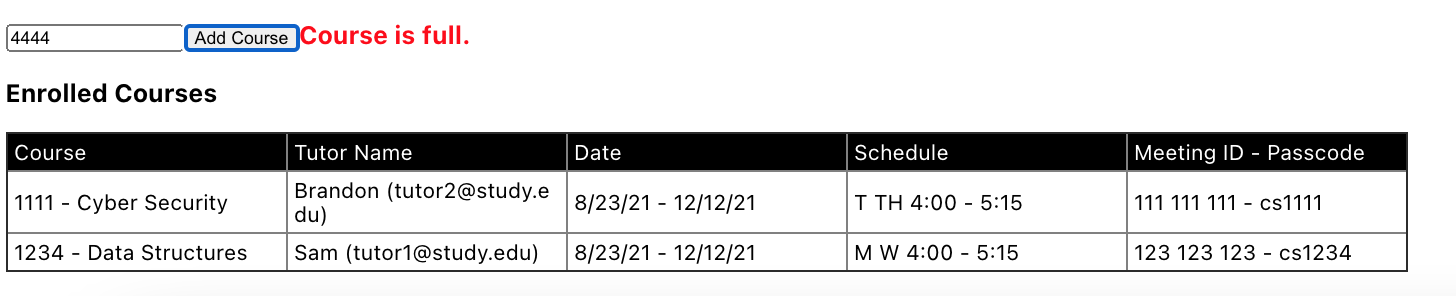 4444 Add Course Course is full.
Enrolled Courses
Course Tutor Name Date Schedule Meeting ID - Passcode
1111 - Cyber Security Brandon (tutor2@study.e
du) 8/23/21 - 12/12/21 T TH 4:00 - 5:15 111 111 111 - cs1111
1234 - Data Structures Sam (tutor1@study.edu) 8/23/21 - 12/12/21 M W 4:00 - 5:15 123 123 123 - cs1234